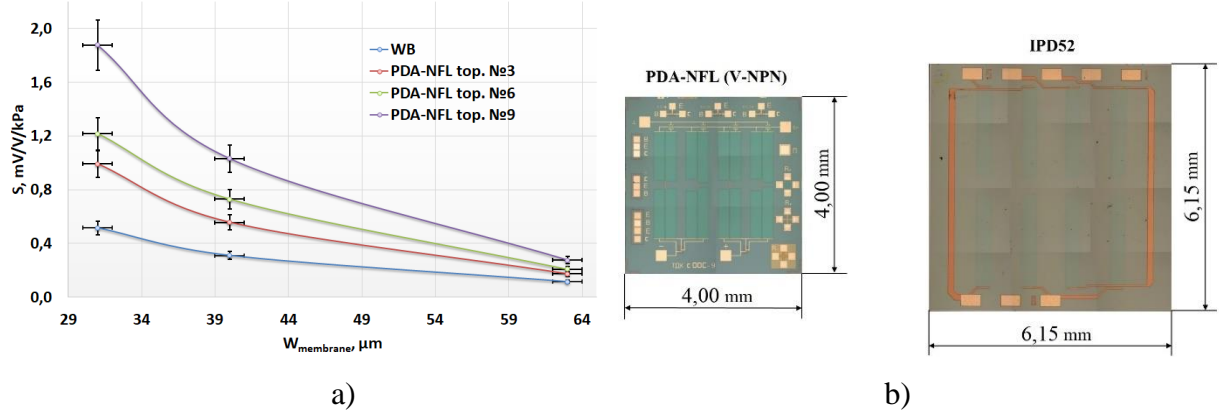 2,0
1,6
1,2
0,8
0,4
0,0
S, mV/V/kPa
WB
PDA-NFL top. №3
PDA-NFL top. №6
PDA-NFL top. №9
29 34 39 44 49 54 59 64
Wmembrane, μm
a)
PDA-NFL (V-NPN)
4,00 mm
4,00 mm
IPD52
6,15 mm
6,15 mm
b)